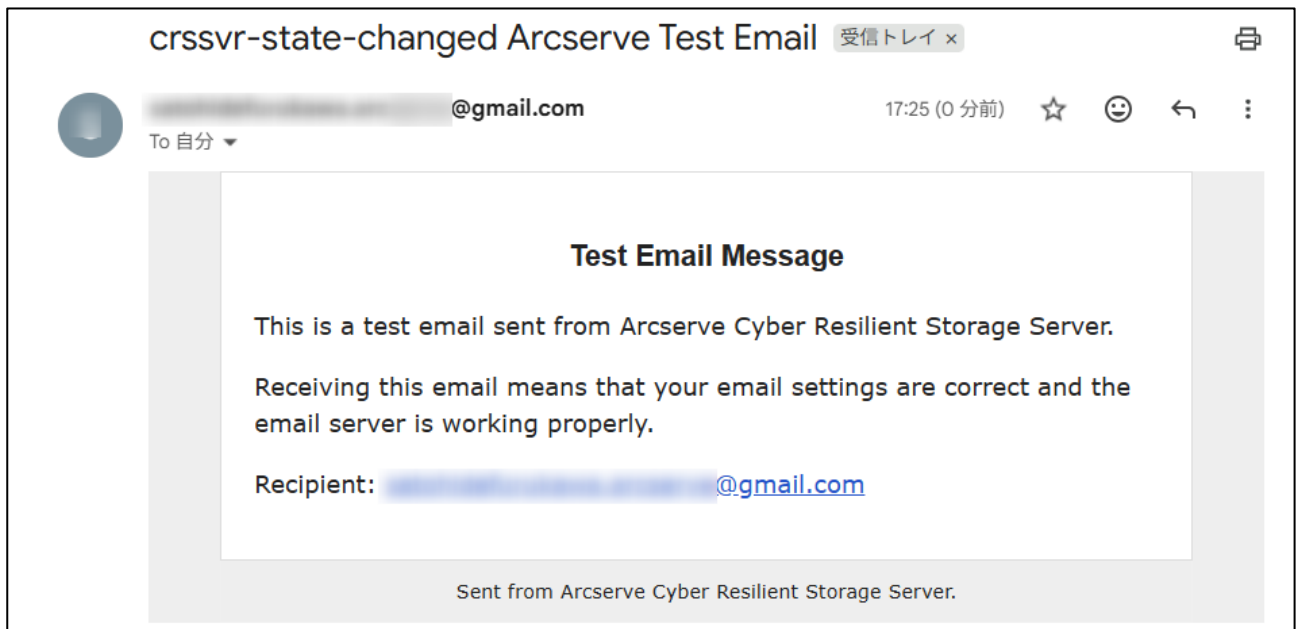 crssvr-state-changed Arcserve Test Email 受信トレイ ×
@gmail.com 17:25 (0 分前)
To 自分
Test Email Message
This is a test email sent from Arcserve Cyber Resilient Storage Server.
Receiving this email means that your email settings are correct and the
email server is working properly.
Recipient: @gmail.com
Sent from Arcserve Cyber Resilient Storage Server.